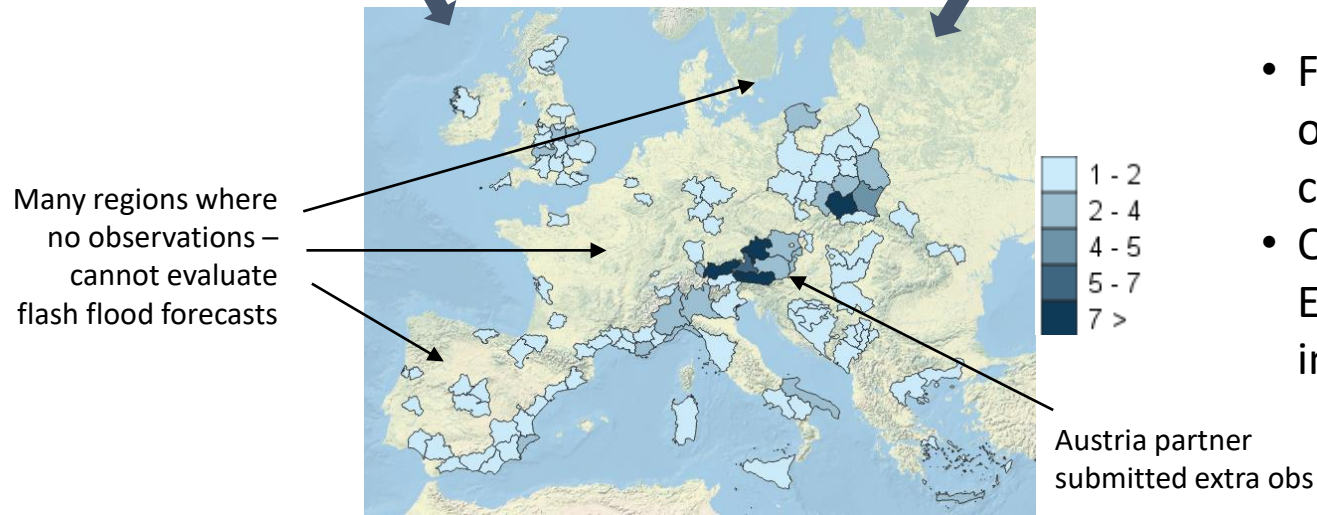 Many regions where
no observations –
cannot evaluate
flash flood forecasts
1 - 2
2 - 4
4 - 5
5 - 7
7 >
Austria partner
submitted extra obs
• F
o
c
• C
E
i